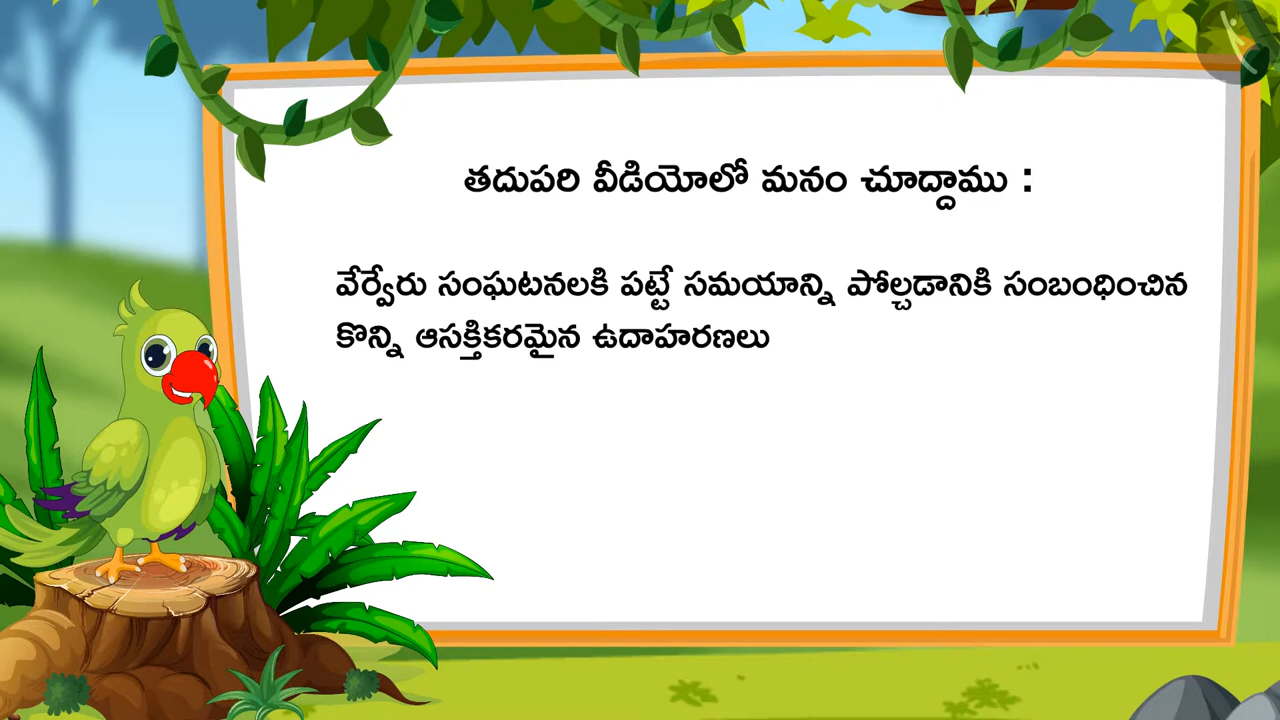 తదుపరి వీడియోలో మనం చూద్దాము :
వేర్వేరు సంఘటనలకి పట్టే సమయాన్ని పోల్చడానికి సంబంధించిన
కొన్ని ఆసక్తికరమైన ఉదాహరణలు